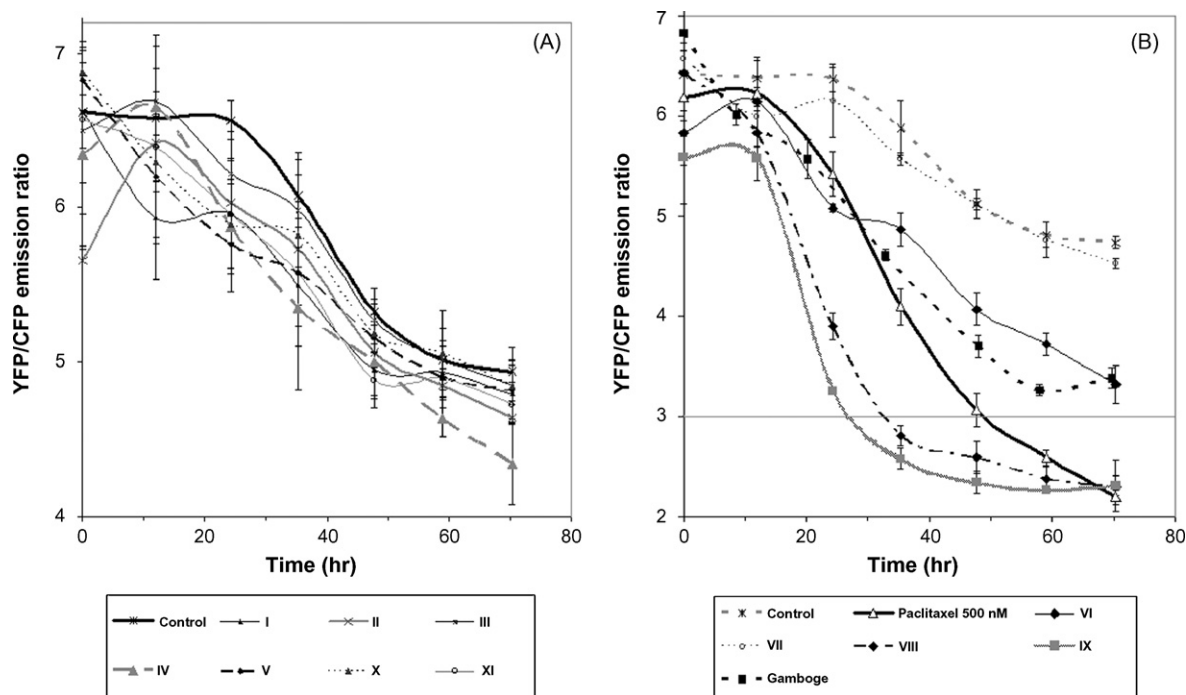 (A)
YFP/CFP emission ratio
7
6
5
4
0 20 40 60 80
Time (hr)
Control I II III
IV V X XI
(B)
YFP/CFP emission ratio
7
6
5
4
3
2
0 20 40 60 80
Time (hr)
Control Paclitaxel 500 nM VI
VII VIII IX
Gamboge